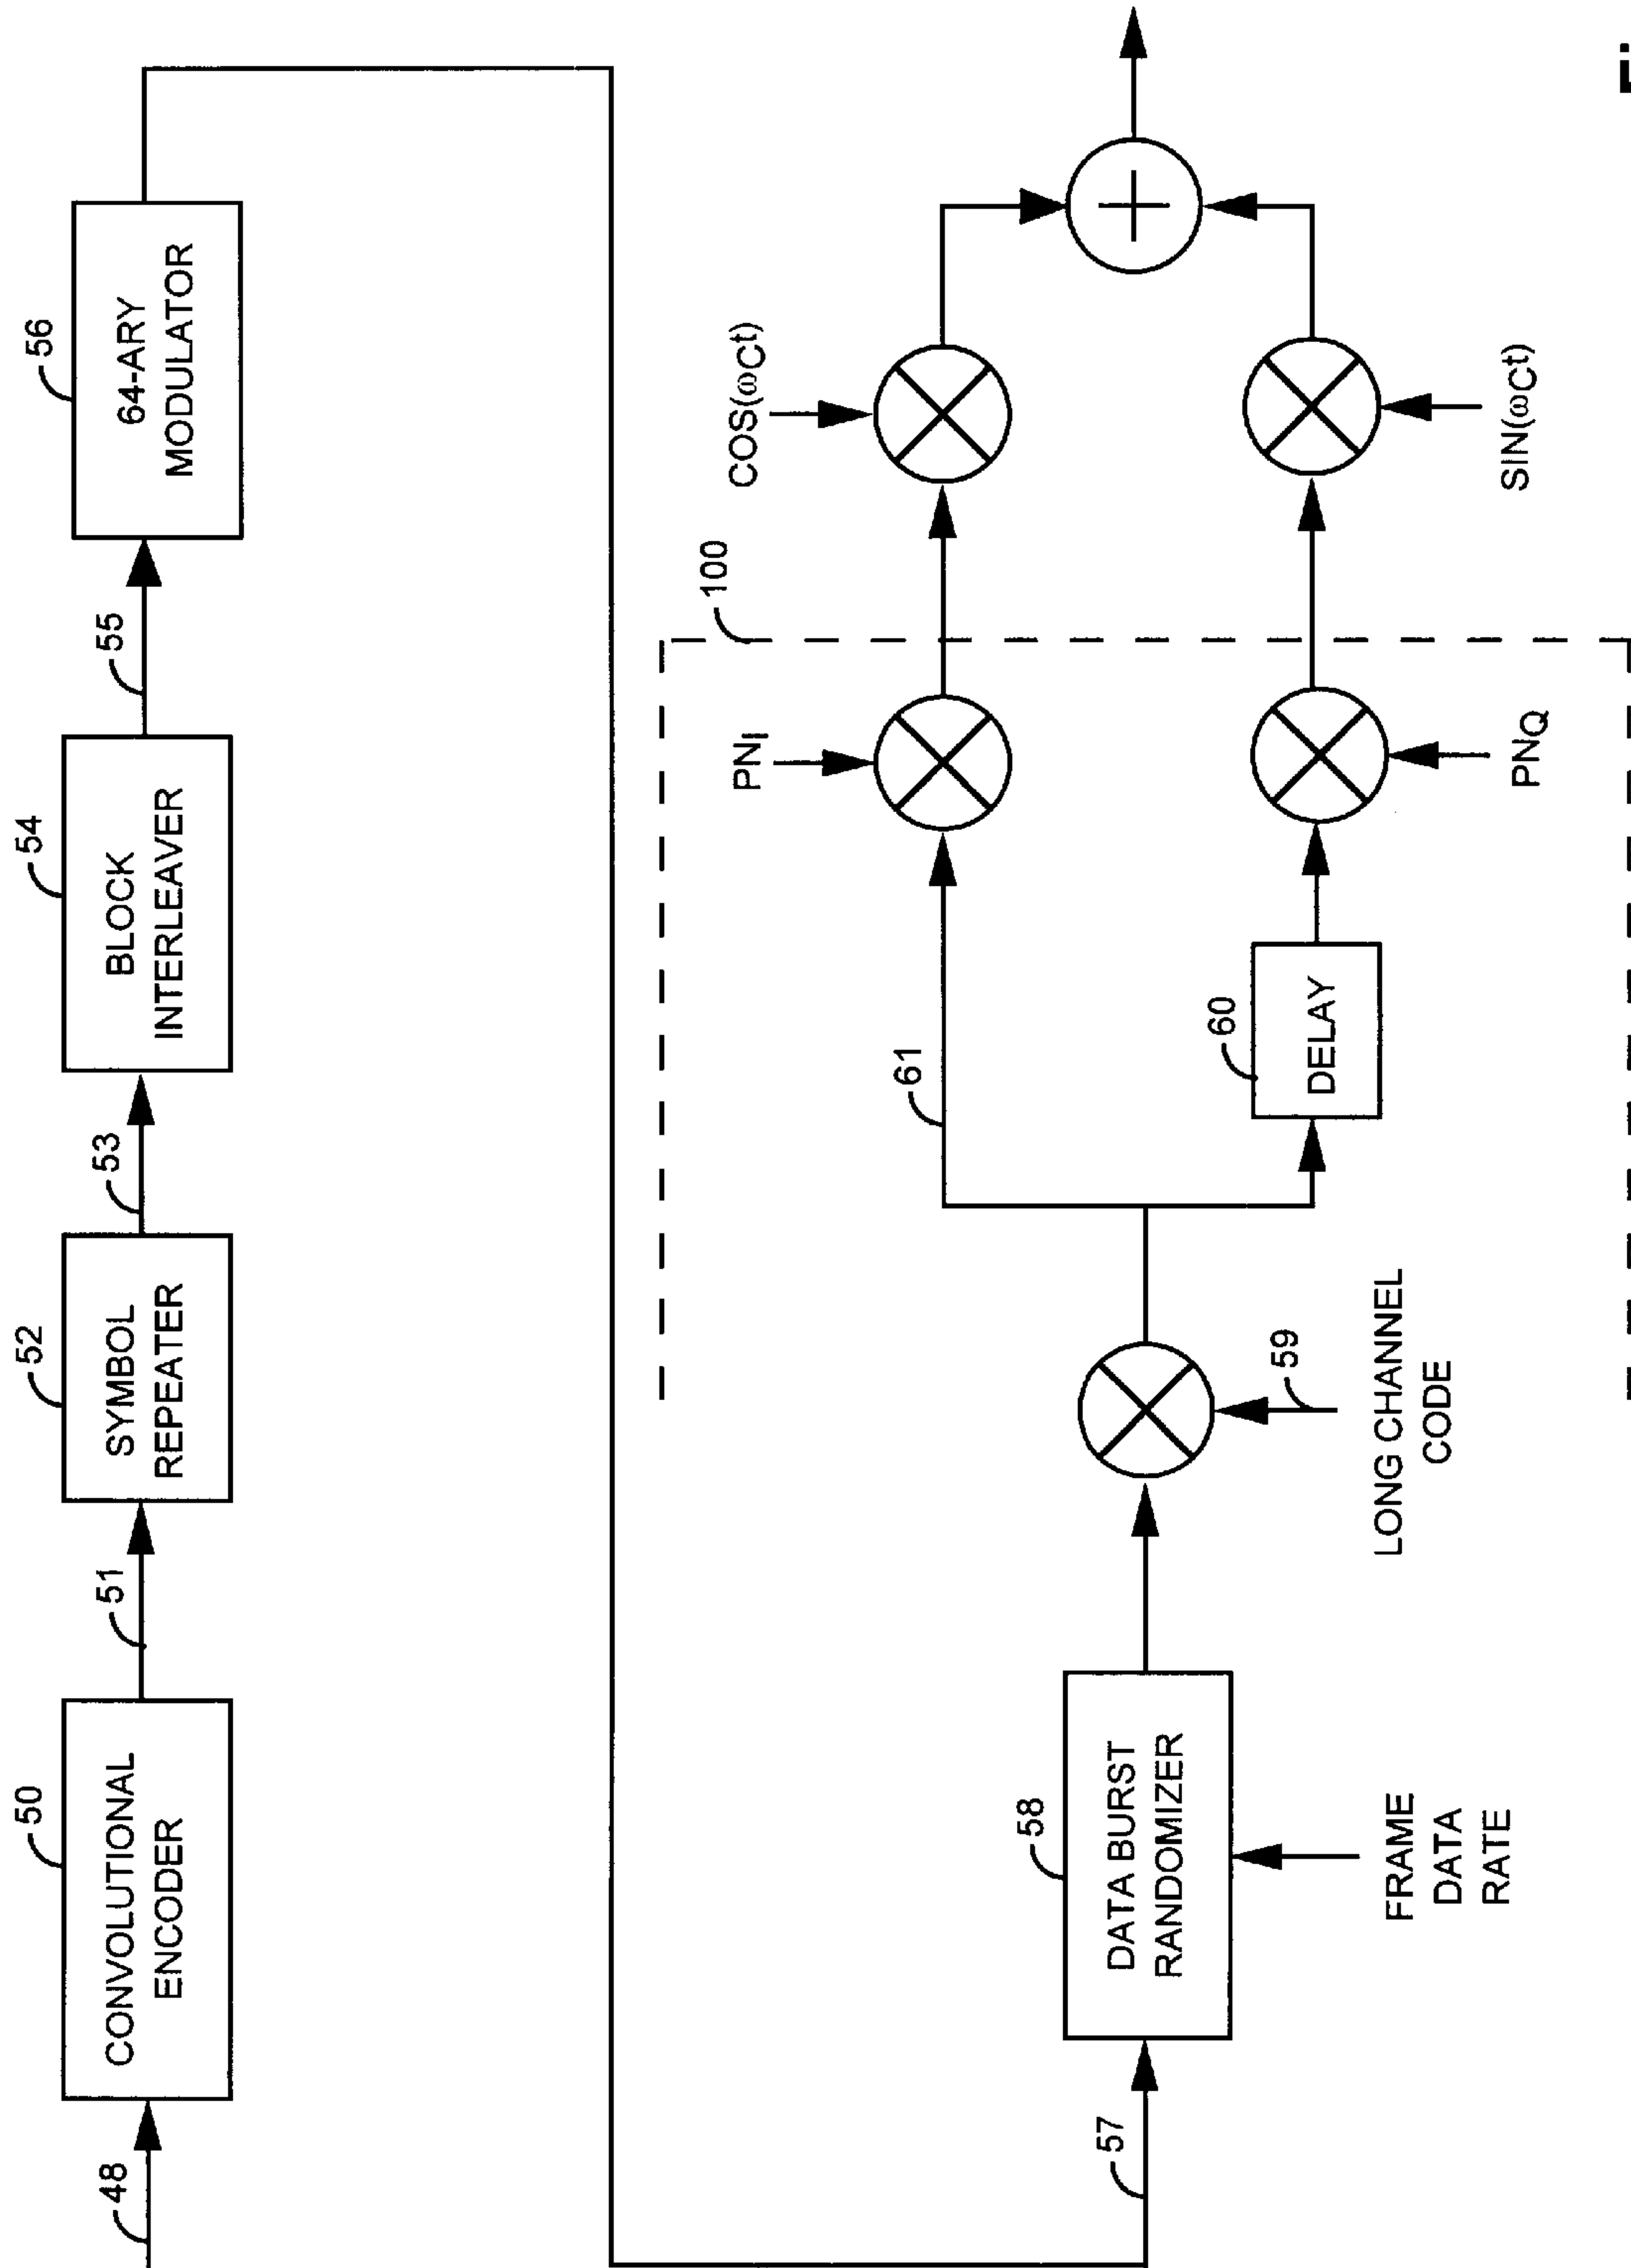 48
50
CONVOLUTIONAL
ENCODER
51
52
SYMBOL
REPEATER
53
54
BLOCK
INTERLEAVER
55
56
64-ARY
MODULATOR
57
58
DATA BURST
RANDOMIZER
FRAME
DATA
RATE
59
LONG CHANNEL
CODE
61
60
DELAY
100
PNI
PNQ
COS(ωCt)
SIN(ωCt)